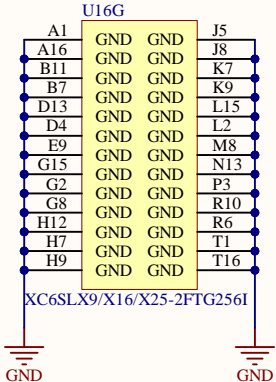 U16G
A1 GND GND J5
A16 GND GND J8
B11 GND GND K7
B7 GND GND K9
D13 GND GND L15
D4 GND GND L2
E9 GND GND M8
G15 GND GND N13
G2 GND GND P3
G8 GND GND R10
H12 GND GND R6
H7 GND GND T1
H9 GND GND T16
XC6SLX9/X16/X25-2FTG256I
GND GND